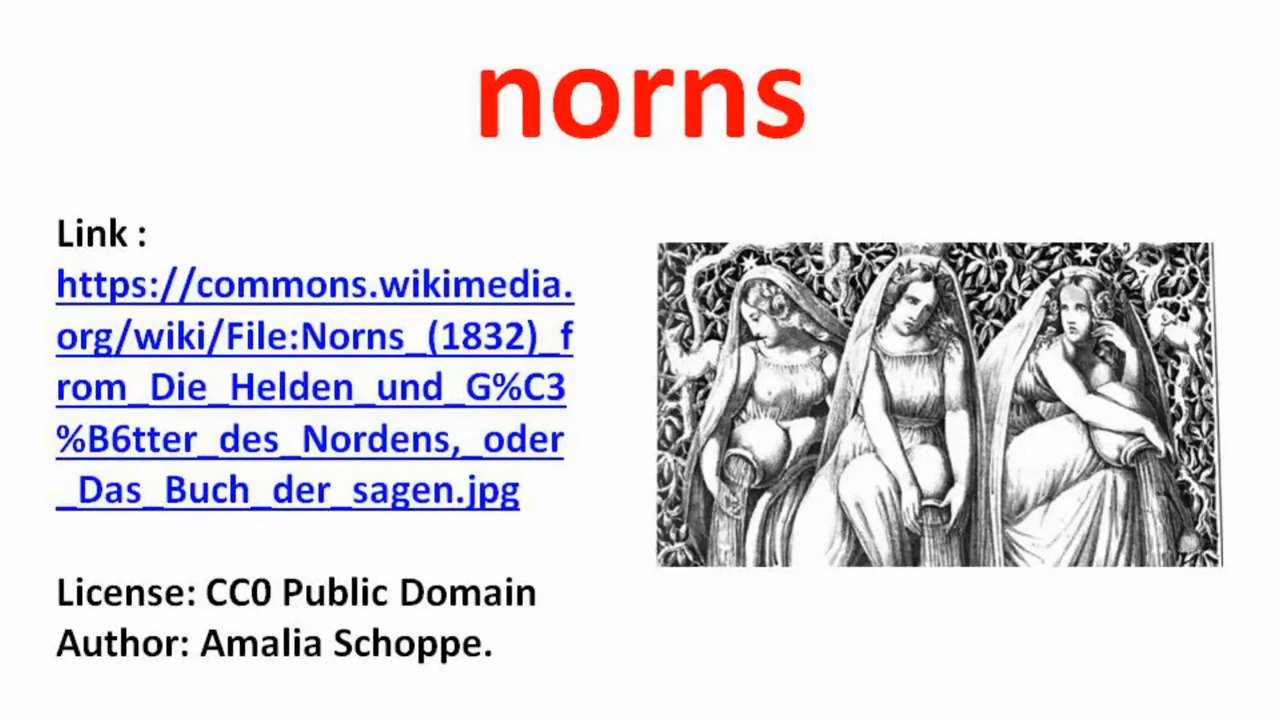 norns
Link :
https://commons.wikimedia.
org/wiki/File:Norns_(1832)_f
rom_Die_Helden_und_G%C3
%B6tter_des_Nordens,_oder
_Das_Buch_der_sagen.jpg
License: CC0 Public Domain
Author: Amalia Schoppe.